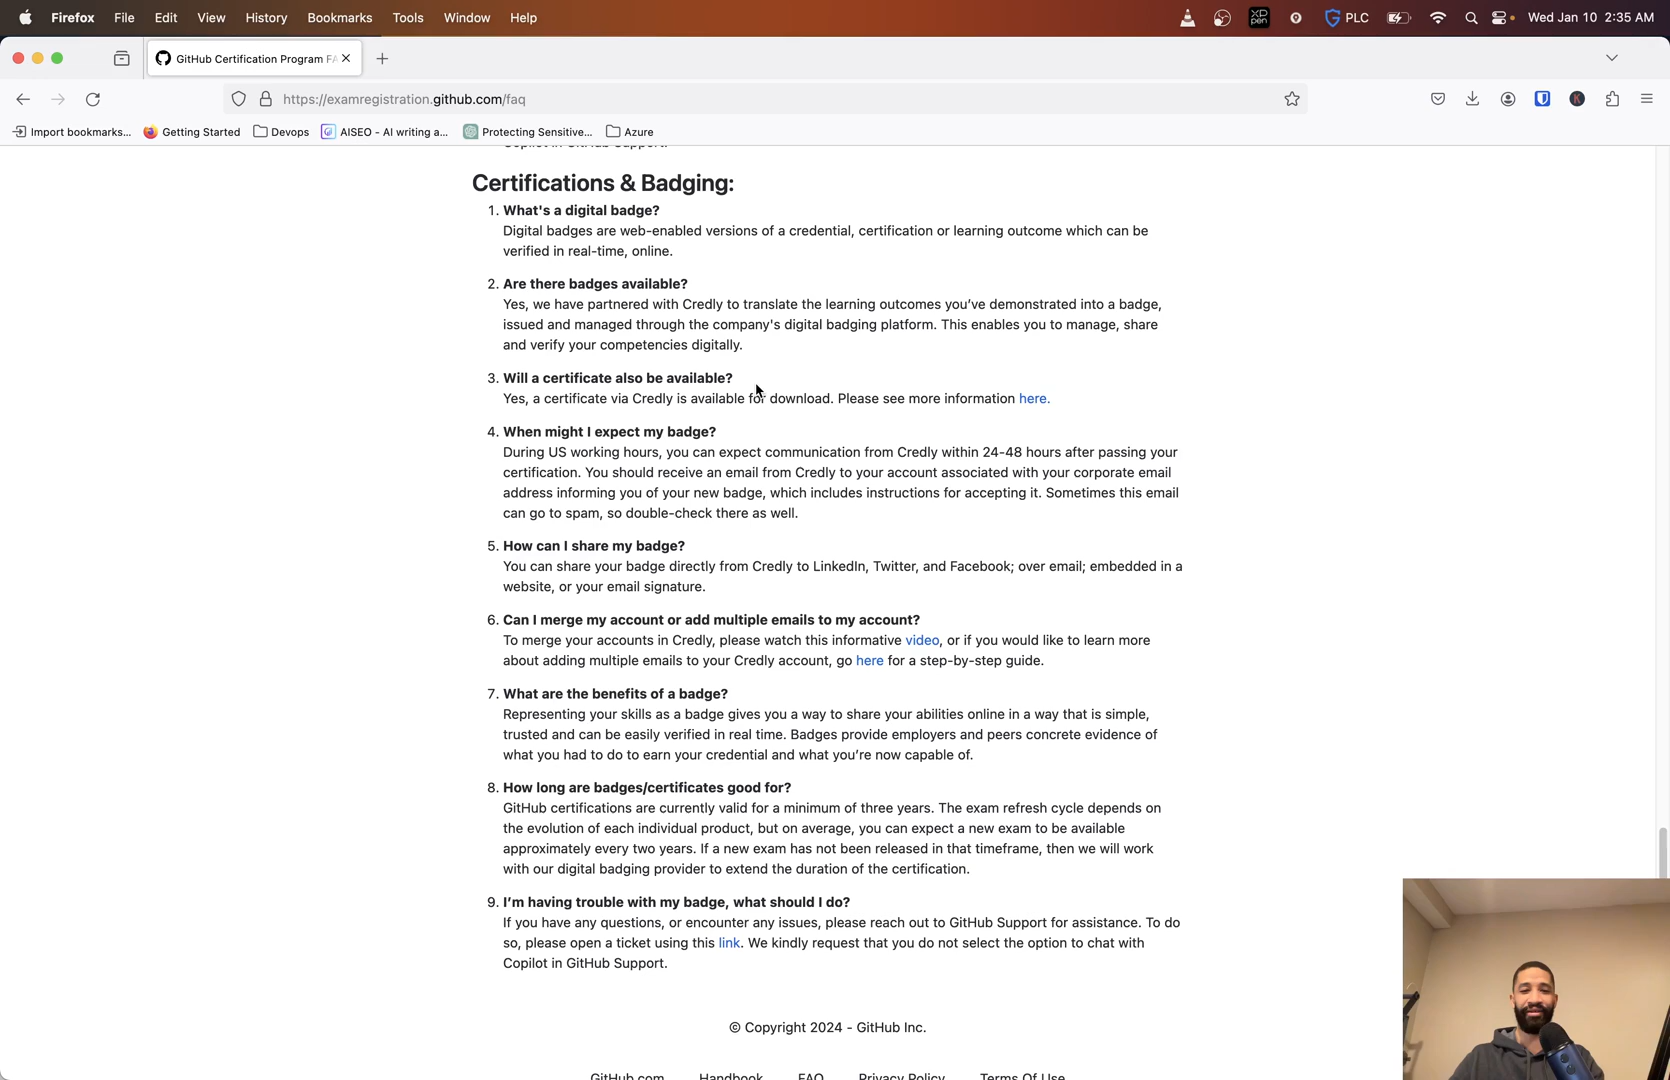 Firefox File Edit View History Bookmarks Tools Window Help XP pen PLC Wed Jan 10 2:35 AM
GitHub Certification Program FA
https://examregistration.github.com/faq
Import bookmarks... Getting Started Devops AISEO - AI writing a... Protecting Sensitive... Azure
Copilot in GitHub Support.
Certifications & Badging:
1. What's a digital badge?
Digital badges are web-enabled versions of a credential, certification or learning outcome which can be
verified in real-time, online.
2. Are there badges available?
Yes, we have partnered with Credly to translate the learning outcomes you've demonstrated into a badge,
issued and managed through the company's digital badging platform. This enables you to manage, share
and verify your competencies digitally.
3. Will a certificate also be available?
Yes, a certificate via Credly is available for download. Please see more information here.
4. When might I expect my badge?
During US working hours, you can expect communication from Credly within 24-48 hours after passing your
certification. You should receive an email from Credly to your account associated with your corporate email
address informing you of your new badge, which includes instructions for accepting it. Sometimes this email
can go to spam, so double-check there as well.
5. How can I share my badge?
You can share your badge directly from Credly to LinkedIn, Twitter, and Facebook; over email; embedded in a
website, or your email signature.
6. Can I merge my account or add multiple emails to my account?
To merge your accounts in Credly, please watch this informative video, or if you would like to learn more
about adding multiple emails to your Credly account, go here for a step-by-step guide.
7. What are the benefits of a badge?
Representing your skills as a badge gives you a way to share your abilities online in a way that is simple,
trusted and can be easily verified in real time. Badges provide employers and peers concrete evidence of
what you had to do to earn your credential and what you're now capable of.
8. How long are badges/certificates good for?
GitHub certifications are currently valid for a minimum of three years. The exam refresh cycle depends on
the evolution of each individual product, but on average, you can expect a new exam to be available
approximately every two years. If a new exam has not been released in that timeframe, then we will work
with our digital badging provider to extend the duration of the certification.
9. I'm having trouble with my badge, what should I do?
If you have any questions, or encounter any issues, please reach out to GitHub Support for assistance. To do
so, please open a ticket using this link. We kindly request that you do not select the option to chat with
Copilot in GitHub Support.
© Copyright 2024 - GitHub Inc.
GitHub.com Handbook FAQ Privacy Policy Terms Of Use